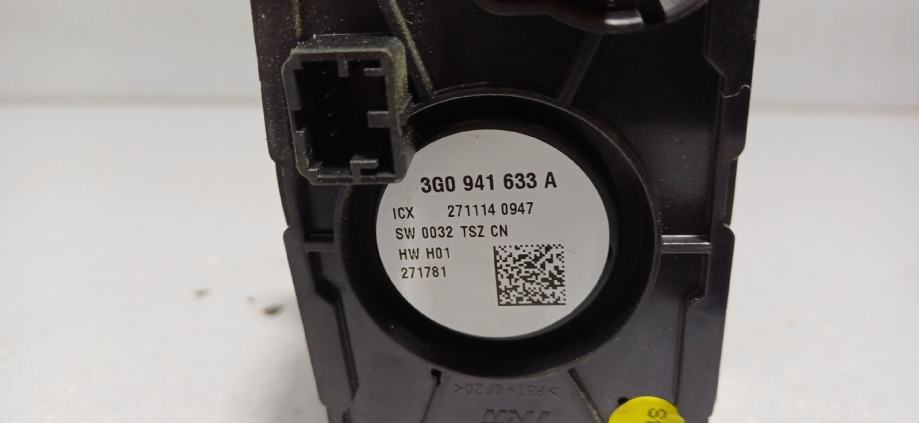 3G0 941 633 A
ICX 271114 0947
SW 0032 TSZ CN
HW H01
271781